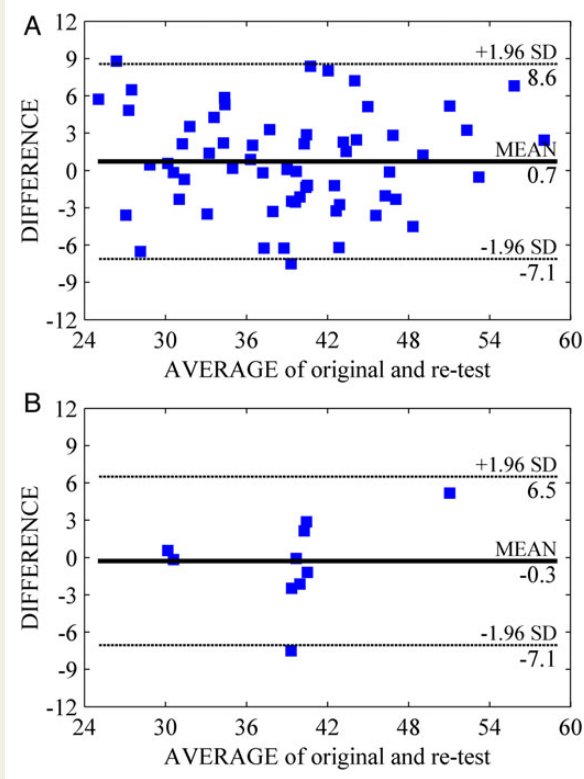 A
12
9
6
3
0
-3
-6
-9
-12
DIFFERENCE
+1.96 SD
8.6
MEAN
0.7
-1.96 SD
-7.1
24 30 36 42 48 54 60
AVERAGE of original and re-test
B
12
9
6
3
0
-3
-6
-9
-12
DIFFERENCE
+1.96 SD
6.5
MEAN
-0.3
-1.96 SD
-7.1
24 30 36 42 48 54 60
AVERAGE of original and re-test